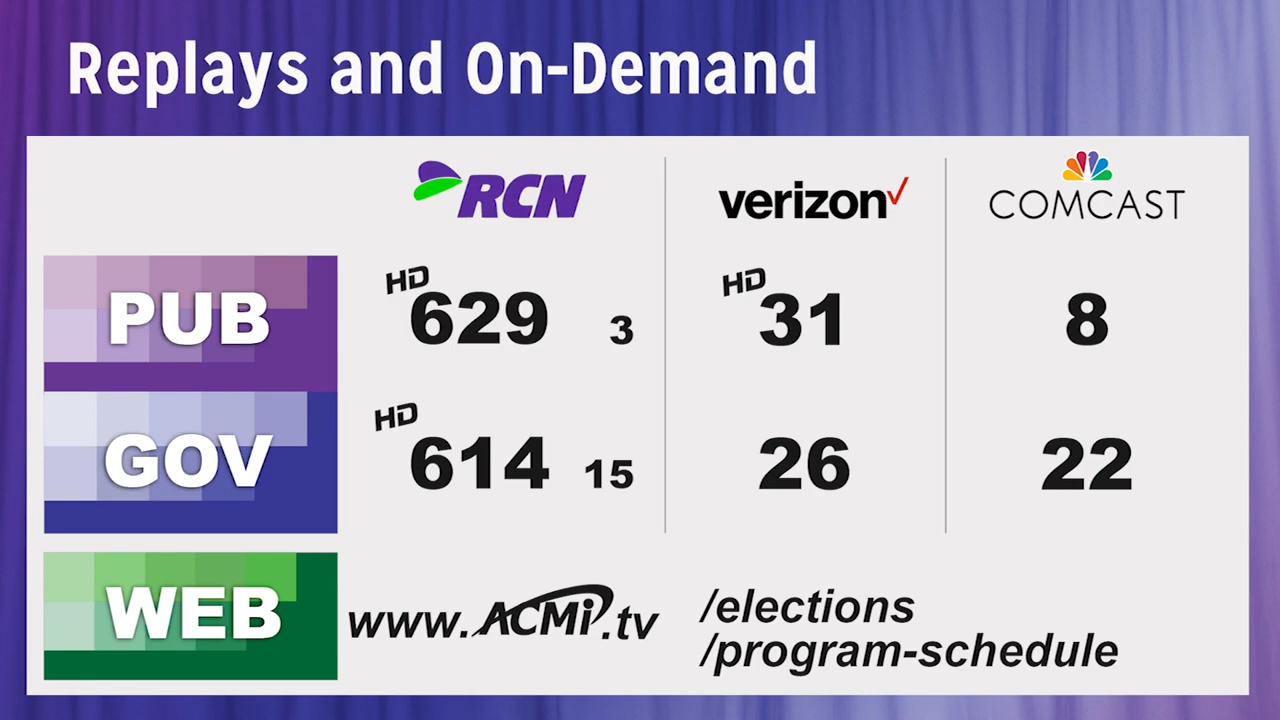 Replays and On-Demand
RCN verizon COMCAST
PUB HD 629 3 HD 31 8
GOV HD 614 15 26 22
WEB www.ACMi.tv /elections
/program-schedule